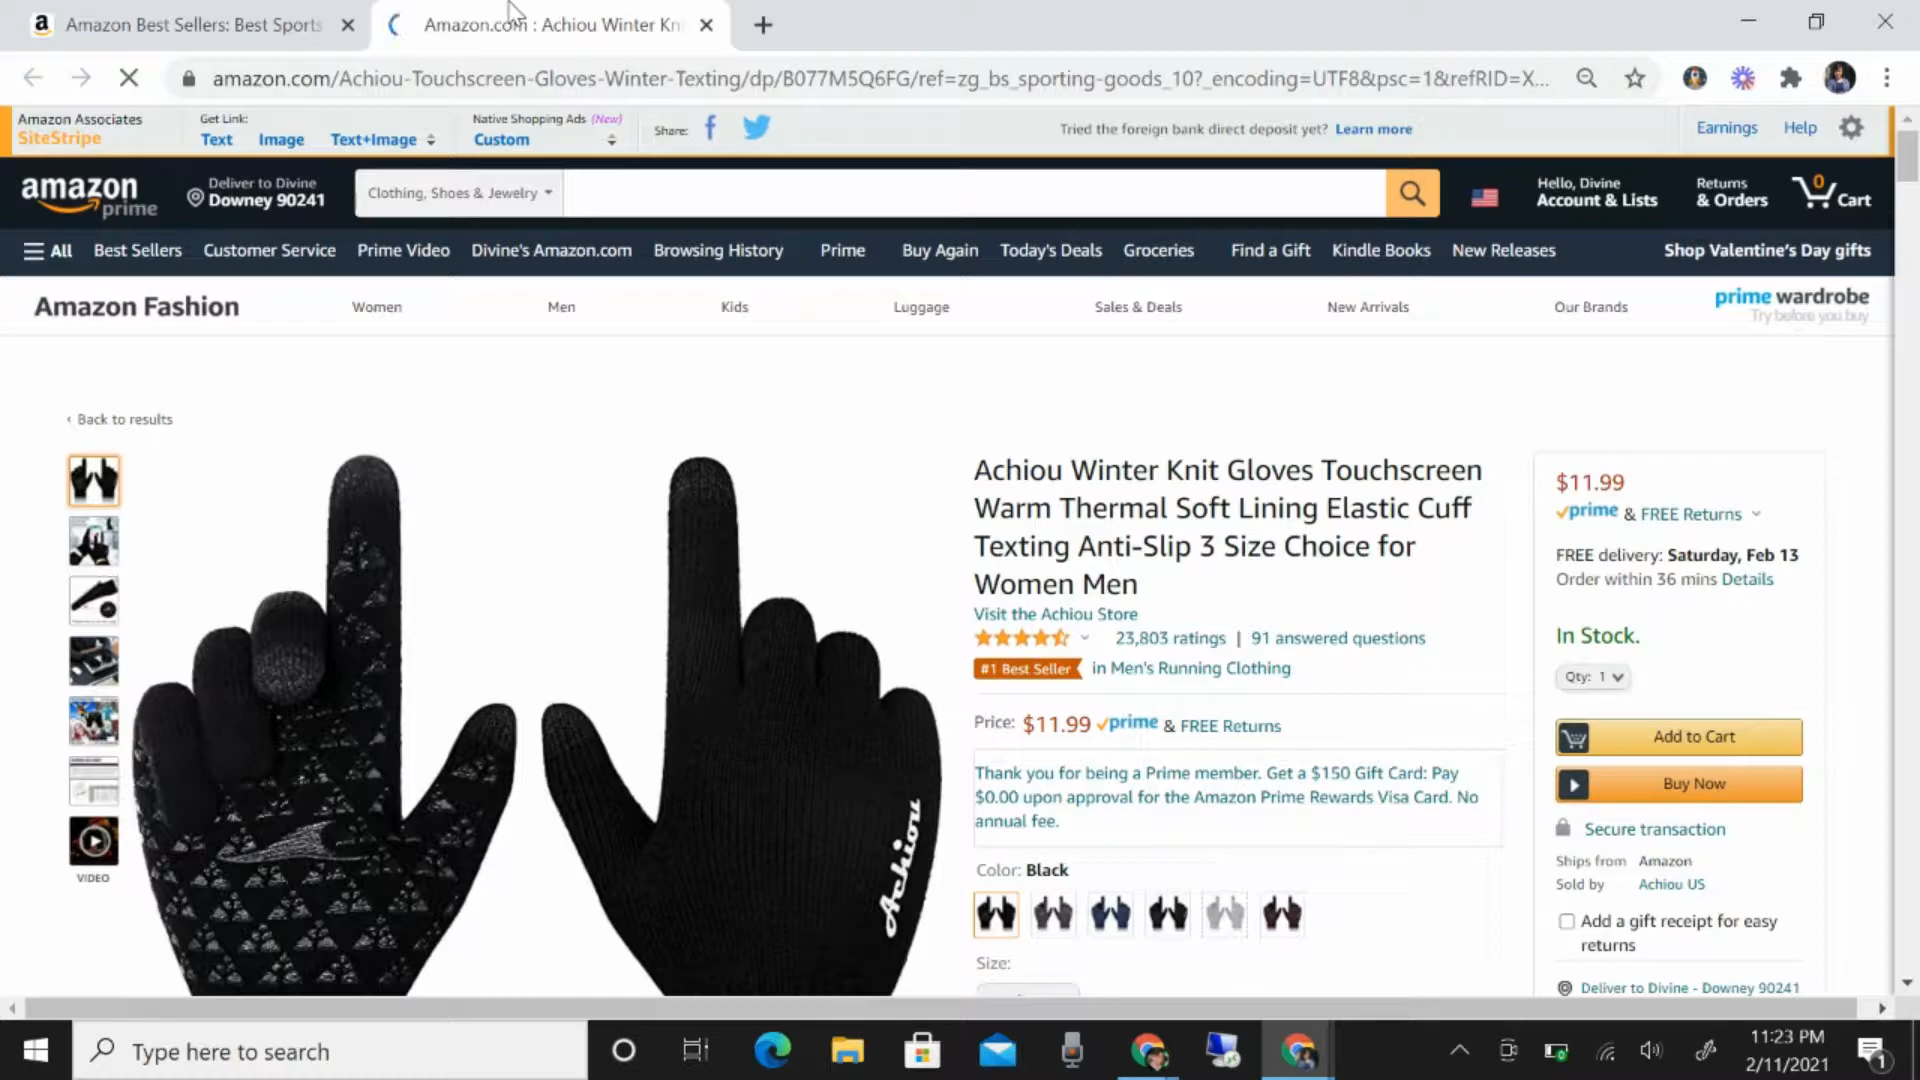 Amazon Best Sellers: Best Sports
Amazon.com : Achiou Winter Kn
amazon.com/Achiou-Touchscreen-Gloves-Winter-Texting/dp/B077M5Q6FG/ref=zg_bs_sporting-goods_10?_encoding=UTF8&psc=1&refRID=X...
Amazon Associates
SiteStripe
Get Link:
Text Image Text+Image
Native Shopping Ads (New)
Custom
Share:
Tried the foreign bank direct deposit yet? Learn more
Earnings Help
amazon prime
Deliver to Divine
Downey 90241
Clothing, Shoes & Jewelry
Hello, Divine
Account & Lists
Returns
& Orders
0
Cart
All Best Sellers Customer Service Prime Video Divine's Amazon.com Browsing History Prime Buy Again Today's Deals Groceries Find a Gift Kindle Books New Releases Shop Valentine's Day gifts
Amazon Fashion Women Men Kids Luggage Sales & Deals New Arrivals Our Brands
prime wardrobe
Try before you buy
‹ Back to results
VIDEO
Achiou
Achiou Winter Knit Gloves Touchscreen
Warm Thermal Soft Lining Elastic Cuff
Texting Anti-Slip 3 Size Choice for
Women Men
Visit the Achiou Store
23,803 ratings | 91 answered questions
#1 Best Seller in Men's Running Clothing
Price: $11.99 prime & FREE Returns
Thank you for being a Prime member. Get a $150 Gift Card: Pay
$0.00 upon approval for the Amazon Prime Rewards Visa Card. No
annual fee.
Color: Black
Size:
$11.99
prime & FREE Returns
FREE delivery: Saturday, Feb 13
Order within 36 mins Details
In Stock.
Qty: 1
Add to Cart
Buy Now
Secure transaction
Ships from Amazon
Sold by Achiou US
Add a gift receipt for easy
returns
Deliver to Divine - Downey 90241
Type here to search
11:23 PM
2/11/2021
1